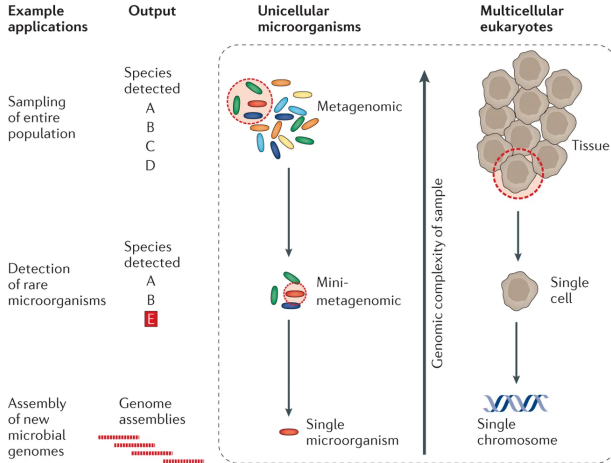 Example
applications
Output
Unicellular
microorganisms
Multicellular
eukaryotes
Sampling
of entire
population
Species
detected
A
B
C
D
Metagenomic
Tissue
Genomic complexity of sample
Detection
of rare
microorganisms
Species
detected
A
B
E
Mini-
metagenomic
Single
cell
Assembly
of new
microbial
genomes
Genome
assemblies
Single
microorganism
Single
chromosome